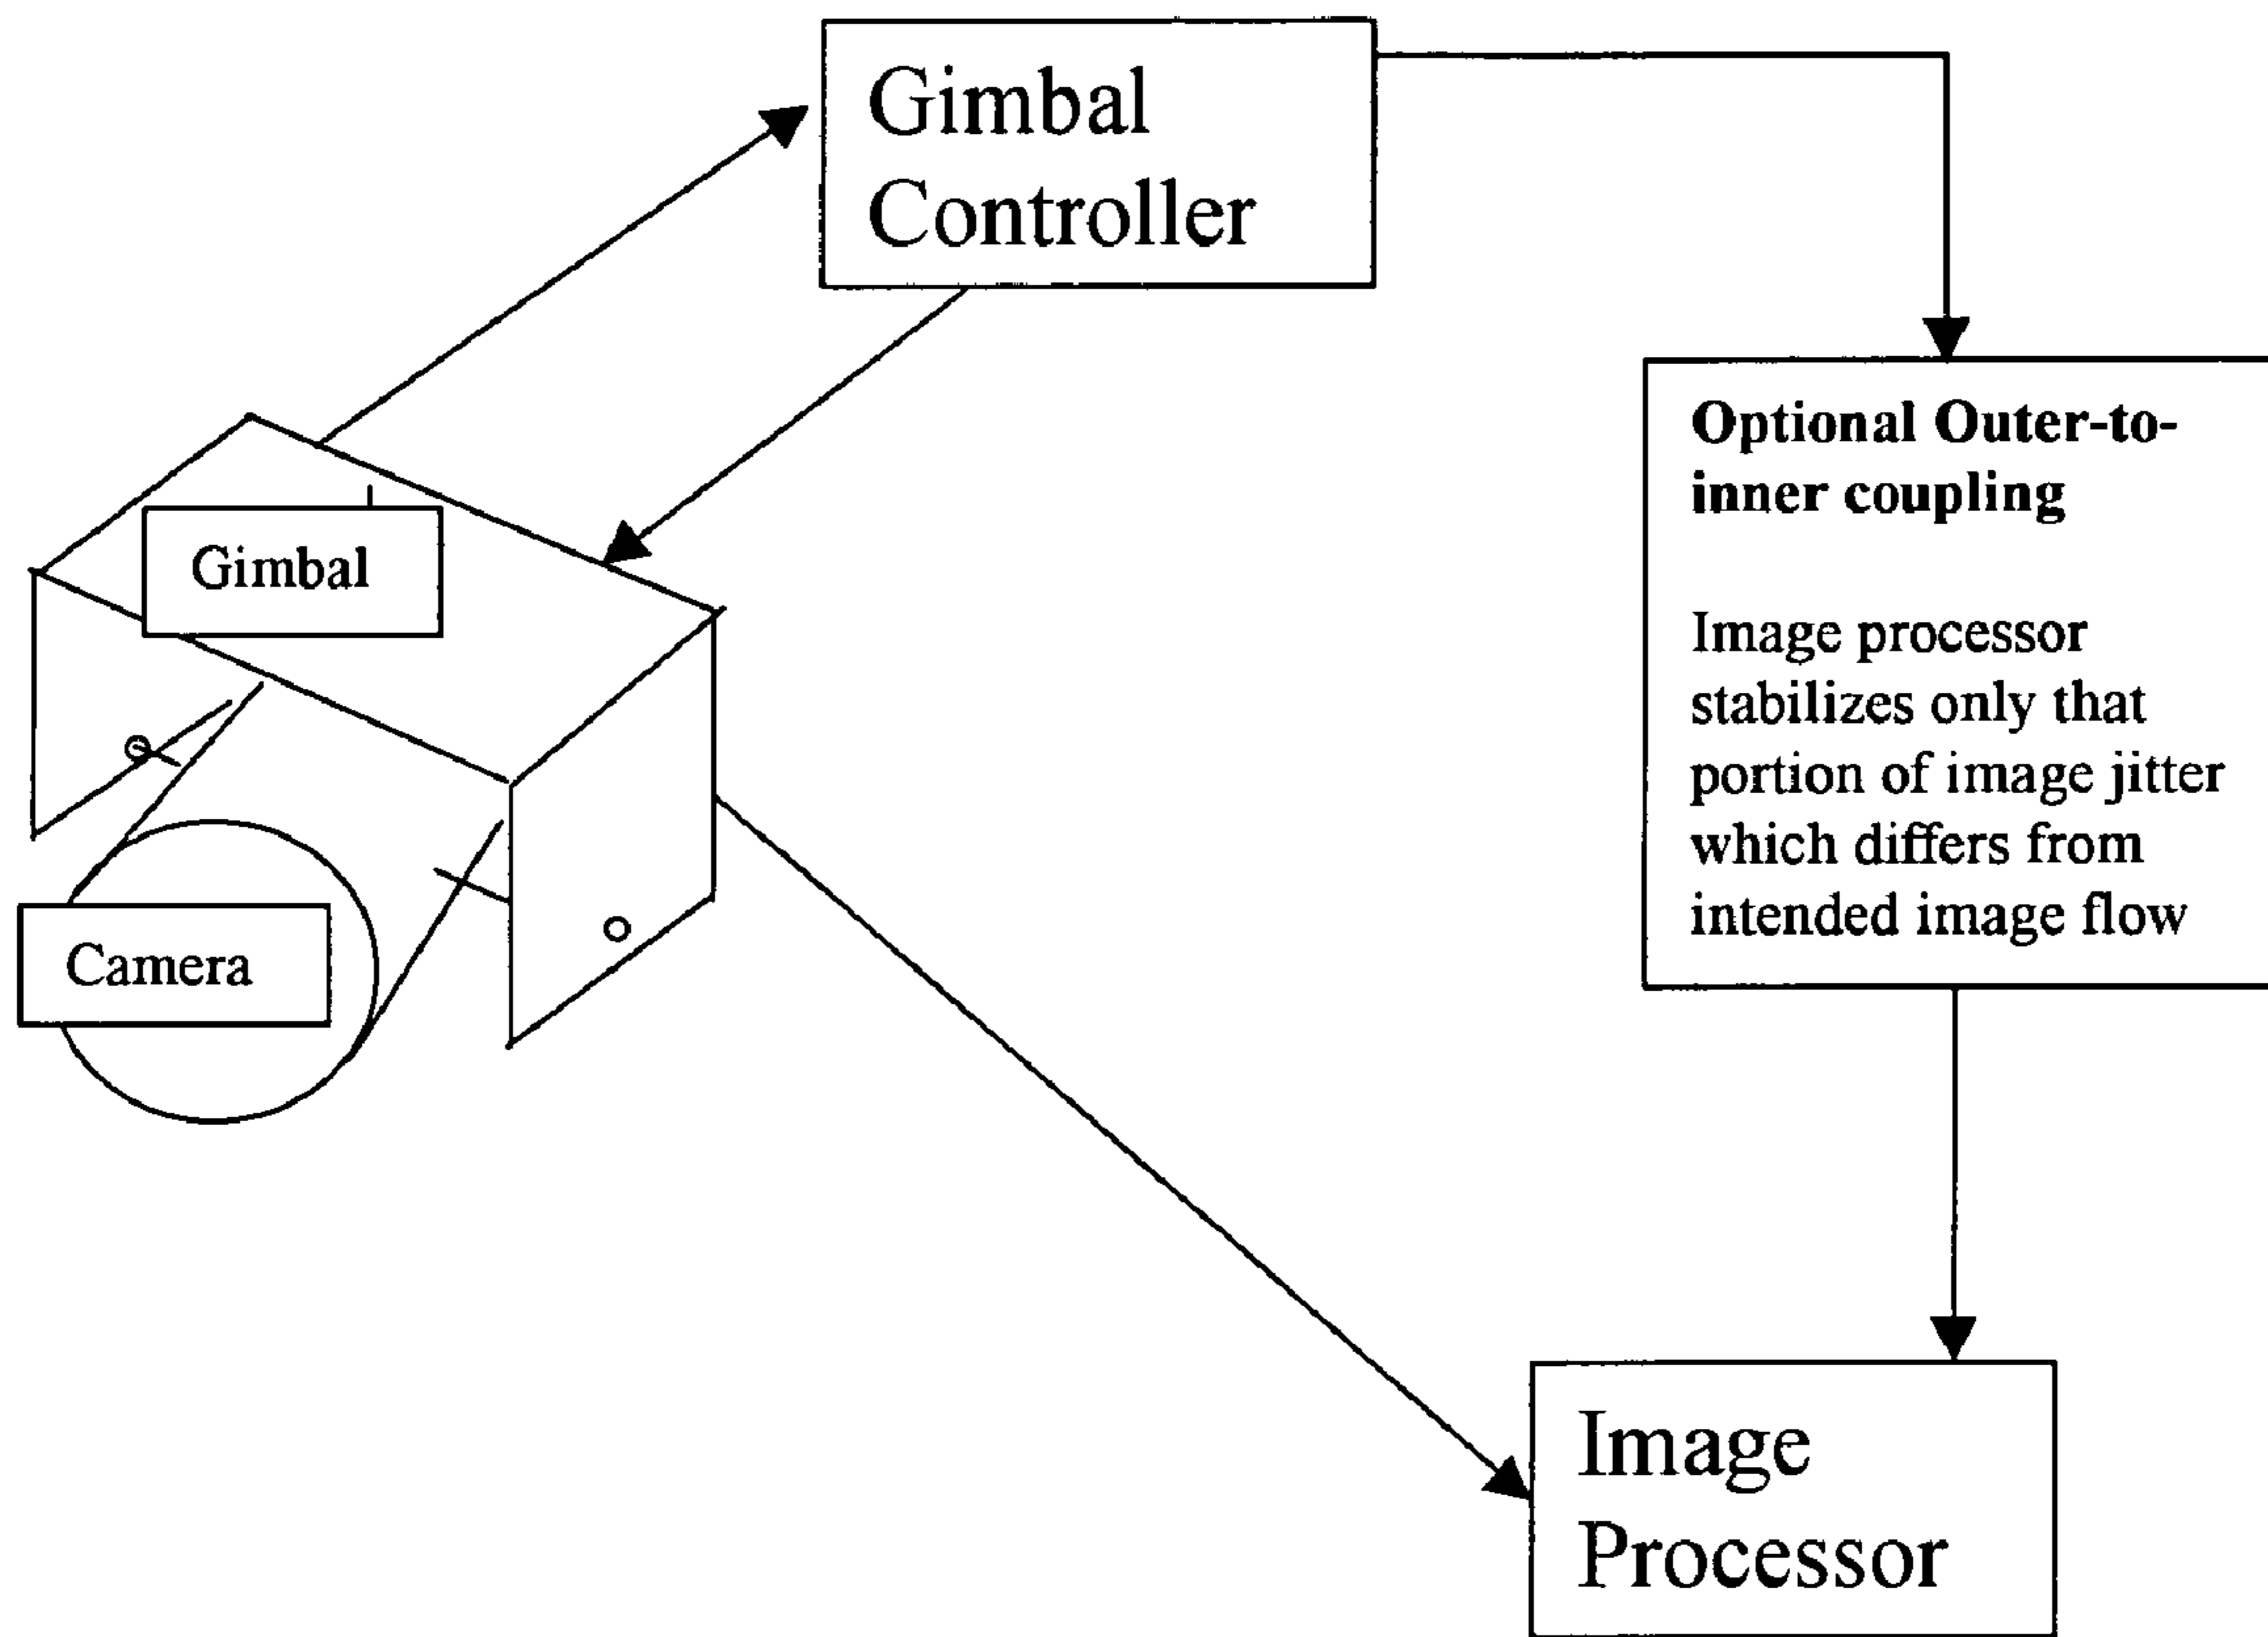 Gimbal
Controller
Optional Outer-to-
inner coupling
Image processor
stabilizes only that
portion of image jitter
which differs from
intended image flow
Gimbal
Camera
Image
Processor